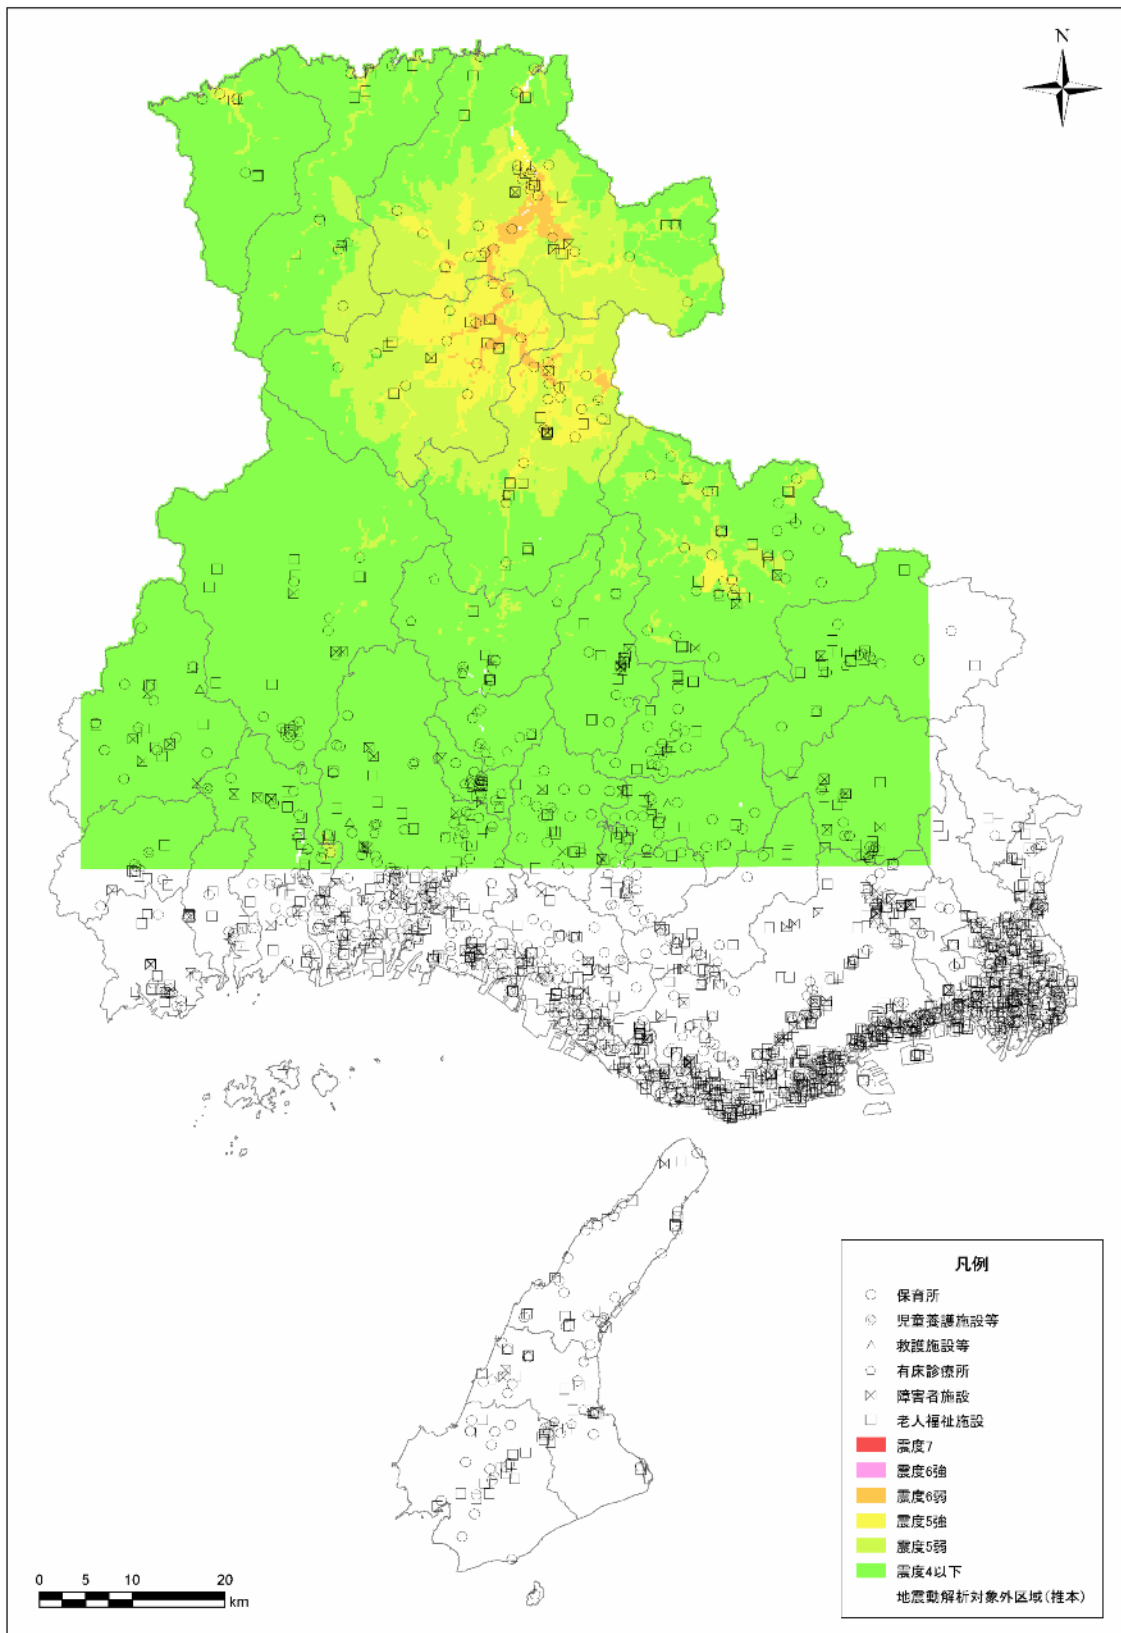 N
凡例
保育所
児童養護施設等
救護施設等
有床診療所
障害者施設
老人福祉施設
震度7
震度6強
震度6弱
震度5強
震度5弱
震度4以下
地震動解析対象外区域(推本)
0 5 10 20
km